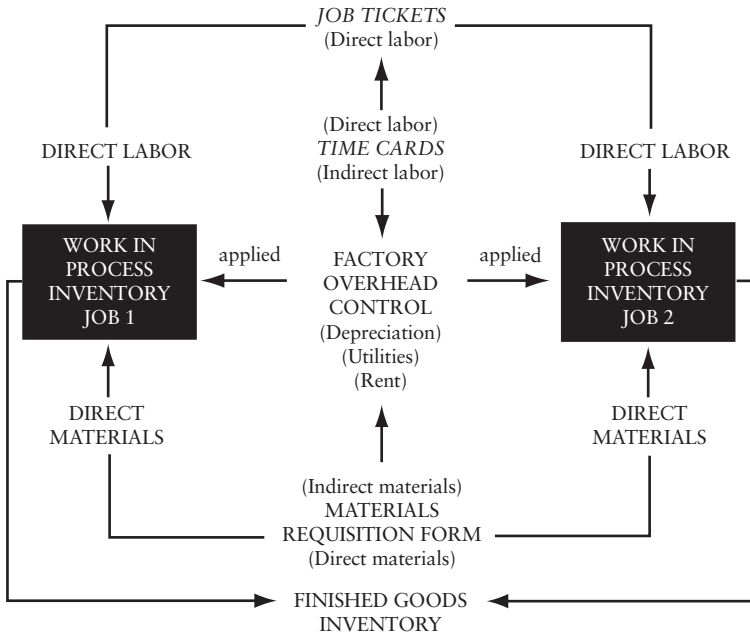 JOB TICKETS
(Direct labor)
(Direct labor)
TIME CARDS
(Indirect labor)
DIRECT LABOR
DIRECT LABOR
WORK IN
PROCESS
INVENTORY
JOB 1
applied
FACTORY
OVERHEAD
CONTROL
(Depreciation)
(Utilities)
(Rent)
applied
WORK IN
PROCESS
INVENTORY
JOB 2
DIRECT
MATERIALS
DIRECT
MATERIALS
(Indirect materials)
MATERIALS
REQUISITION FORM
(Direct materials)
FINISHED GOODS
INVENTORY